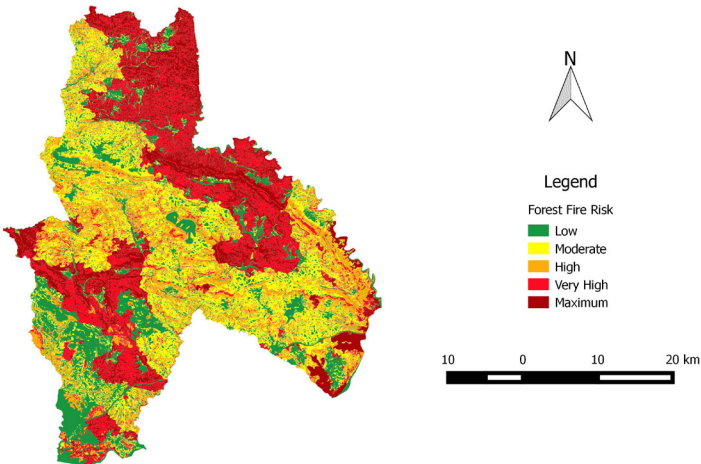 N
Legend
Forest Fire Risk
Low
Moderate
High
Very High
Maximum
10 0 10 20 km